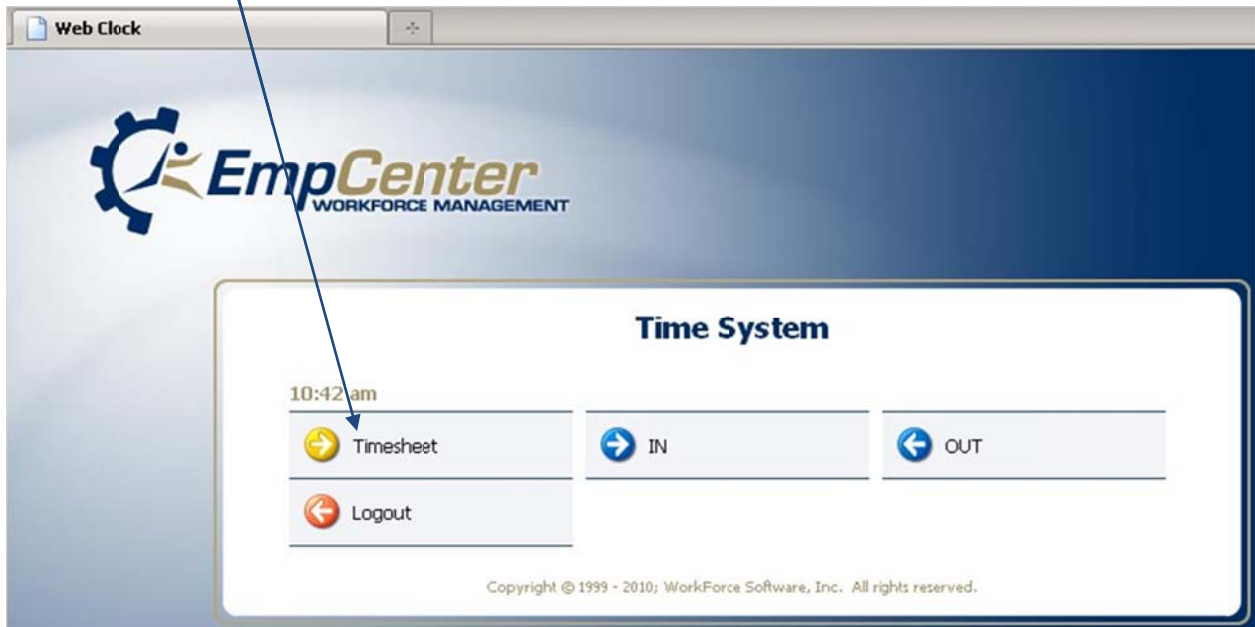 Web Clock
EmpCenter
WORKFORCE MANAGEMENT
Time System
10:42 am
Timesheet IN OUT
Logout
Copyright © 1999 - 2010; WorkForce Software, Inc. All rights reserved.